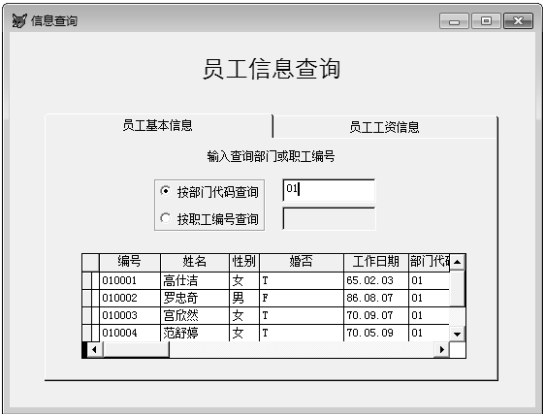 信息查询
员工信息查询
员工基本信息 员工工资信息
输入查询部门或职工编号
按部门代码查询 01
按职工编号查询
编号 姓名 性别 婚否 工作日期 部门代
010001 高仕洁 女 T 65.02.03 01
010002 罗忠奇 男 F 86.08.07 01
010003 宫欣然 女 T 70.09.07 01
010004 范舒婷 女 T 70.05.09 01